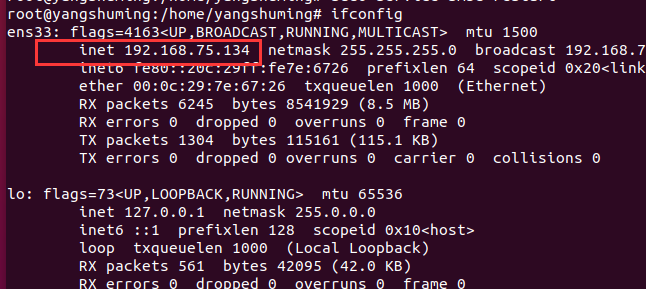 root@yangshuming:/home/yangshuming# ifconfig
ens33: flags=4163<UP,BROADCAST,RUNNING,MULTICAST>  mtu 1500
        inet 192.168.75.134  netmask 255.255.255.0  broadcast 192.168.7
        inet6 fe80::20c:29ff:fe7e:6726  prefixlen 64  scopeid 0x20<link
        ether 00:0c:29:7e:67:26  txqueuelen 1000  (Ethernet)
        RX packets 6245  bytes 8541929 (8.5 MB)
        RX errors 0  dropped 0  overruns 0  frame 0
        TX packets 1304  bytes 115161 (115.1 KB)
        TX errors 0  dropped 0 overruns 0  carrier 0  collisions 0
lo: flags=73<UP,LOOPBACK,RUNNING>  mtu 65536
        inet 127.0.0.1  netmask 255.0.0.0
        inet6 ::1  prefixlen 128  scopeid 0x10<host>
        loop  txqueuelen 1000  (Local Loopback)
        RX packets 561  bytes 42095 (42.0 KB)
        RX errors 0  dropped 0  overruns 0  frame 0